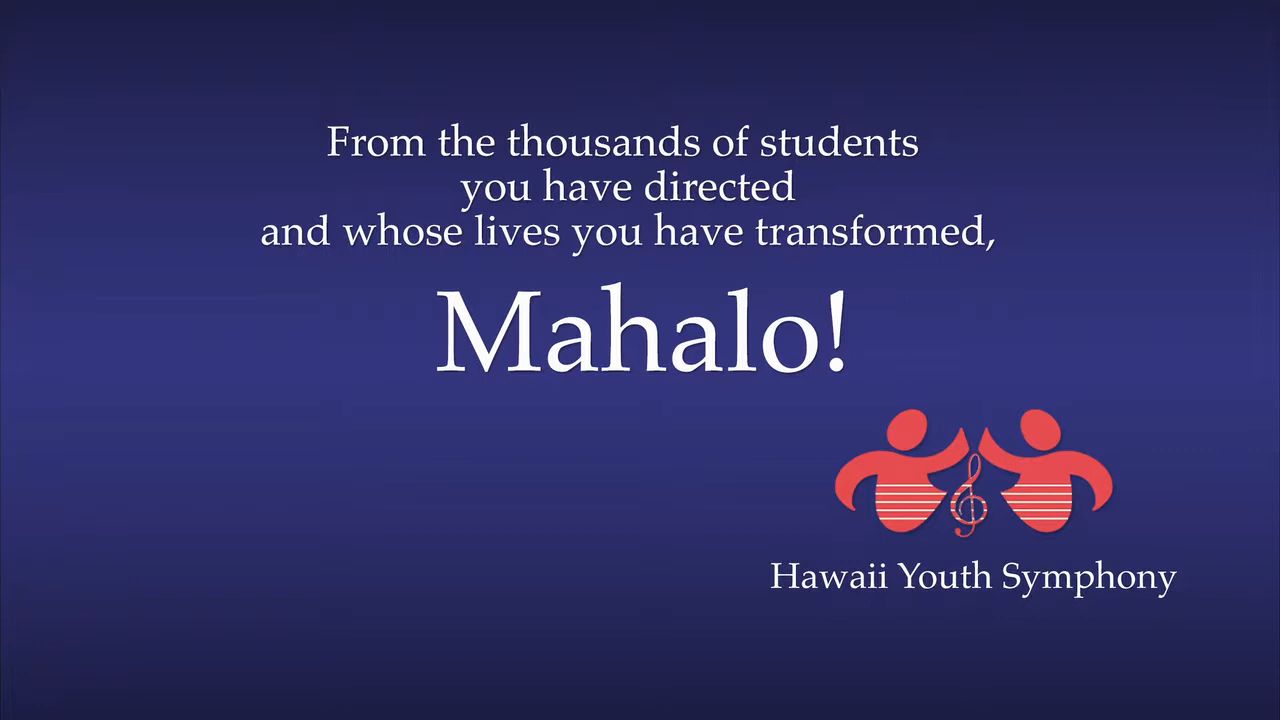 From the thousands of students
you have directed
and whose lives you have transformed,
Mahalo!
Hawaii Youth Symphony